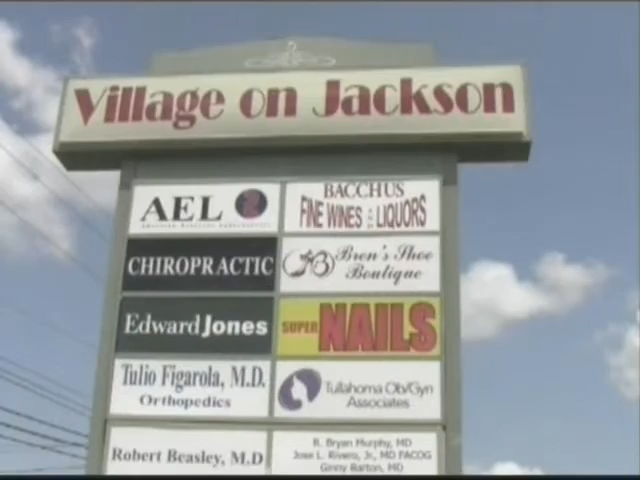 Village on Jackson
AEL
BACCHUS
FINE WINES AND LIQUORS
CHIROPRACTIC
Bren's Shoe
Boutique
Edward Jones
SUPER NAILS
Tulio Figarola, M.D.
Orthopedics
Tullahoma Ob/Gyn
Associates
Robert Beasley, M.D
R. Bryan Murphy, MD
Jose L. Rivero, Jr., MD FACOG
Ginny Barton, MD